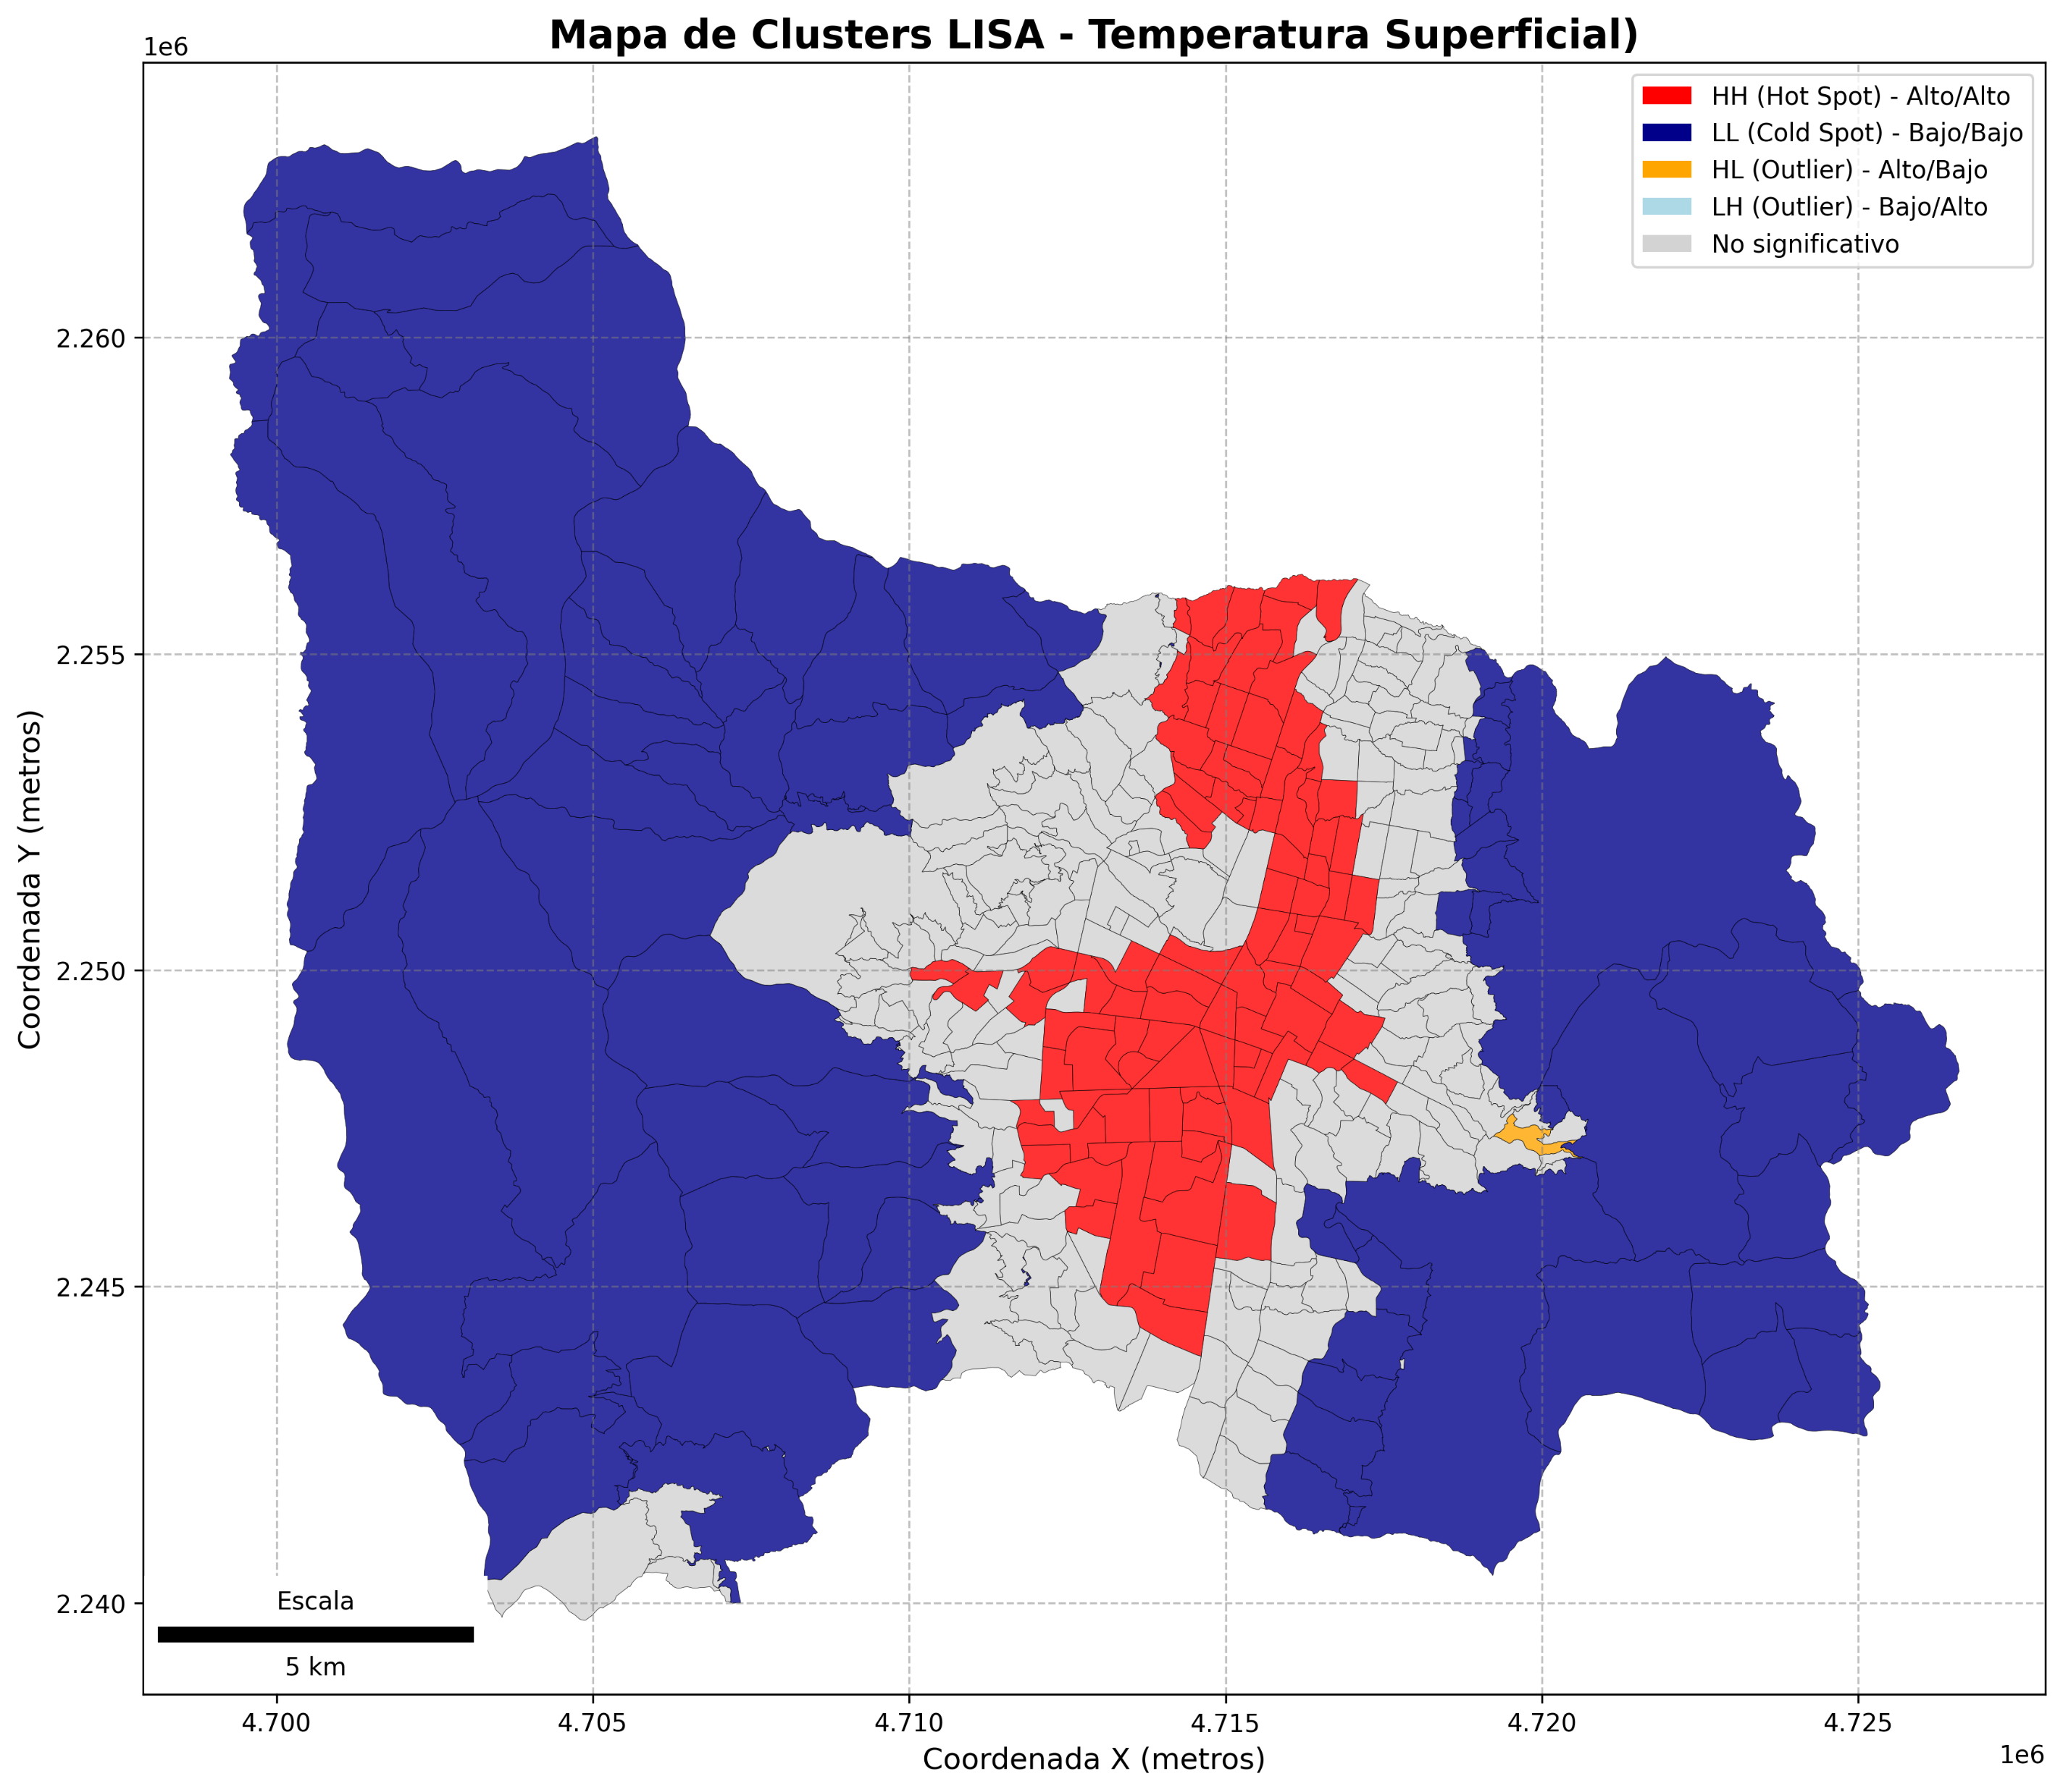 Mapa de Clusters LISA - Temperatura Superficial)
1e6
HH (Hot Spot) - Alto/Alto
LL (Cold Spot) - Bajo/Bajo
HL (Outlier) - Alto/Bajo
LH (Outlier) - Bajo/Alto
No significativo
2.260
2.255
2.250
2.245
2.240
Coordenada Y (metros)
Escala
5 km
4.700
4.705
4.710
4.715
4.720
4.725
Coordenada X (metros)
1e6